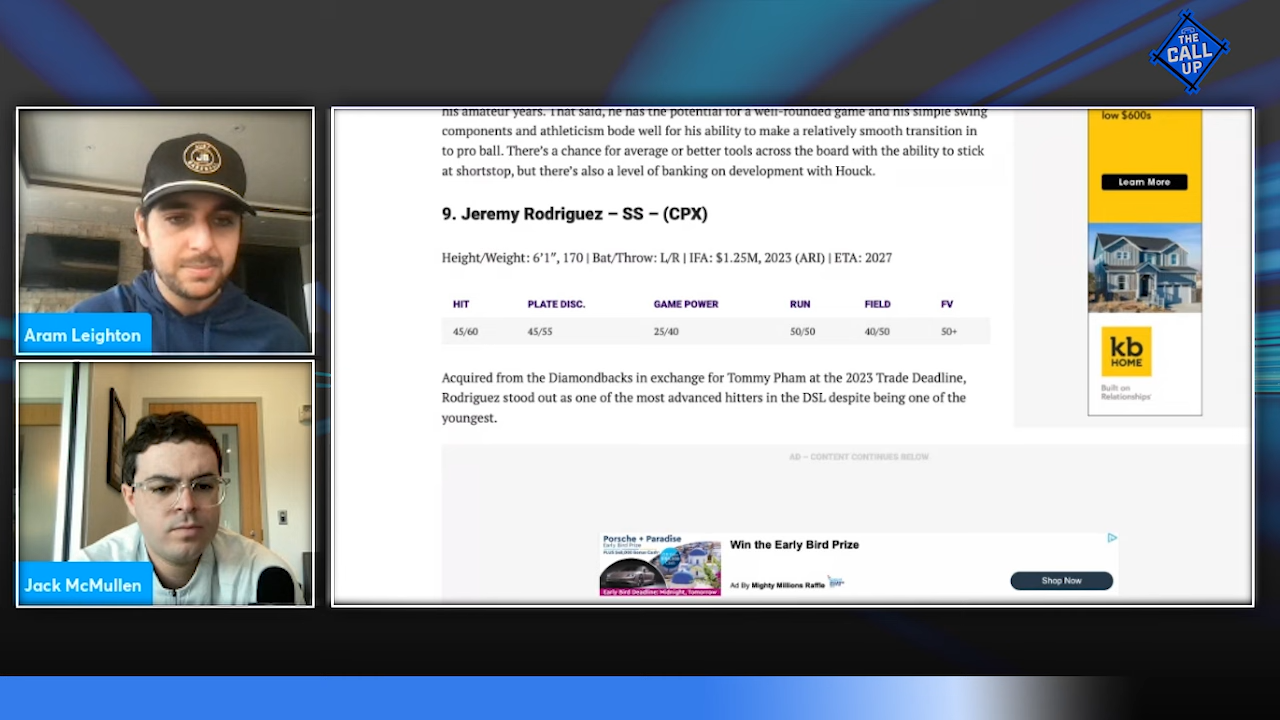 THE
CALL
UP
his amateur years. That said, he has the potential for a well-rounded game and his simple swing
components and athleticism bode well for his ability to make a relatively smooth transition in
to pro ball. There's a chance for average or better tools across the board with the ability to stick
at shortstop, but there's also a level of banking on development with Houck.
9. Jeremy Rodriguez – SS – (CPX)
Height/Weight: 6'1", 170 | Bat/Throw: L/R | IFA: $1.25M, 2023 (ARI) | ETA: 2027
HIT PLATE DISC. GAME POWER RUN FIELD FV
45/60 45/55 25/40 50/50 40/50 50+
Acquired from the Diamondbacks in exchange for Tommy Pham at the 2023 Trade Deadline,
Rodriguez stood out as one of the most advanced hitters in the DSL despite being one of the
youngest.
AD – CONTENT CONTINUES BELOW
Porsche + Paradise
Early Bird Prize
Early Bird Deadline: Midnight, Tomorrow
Win the Early Bird Prize
Ad By Mighty Millions Raffle
Shop Now
low $600s
Learn More
kb
HOME
Built on
Relationships
Aram Leighton
Jack McMullen